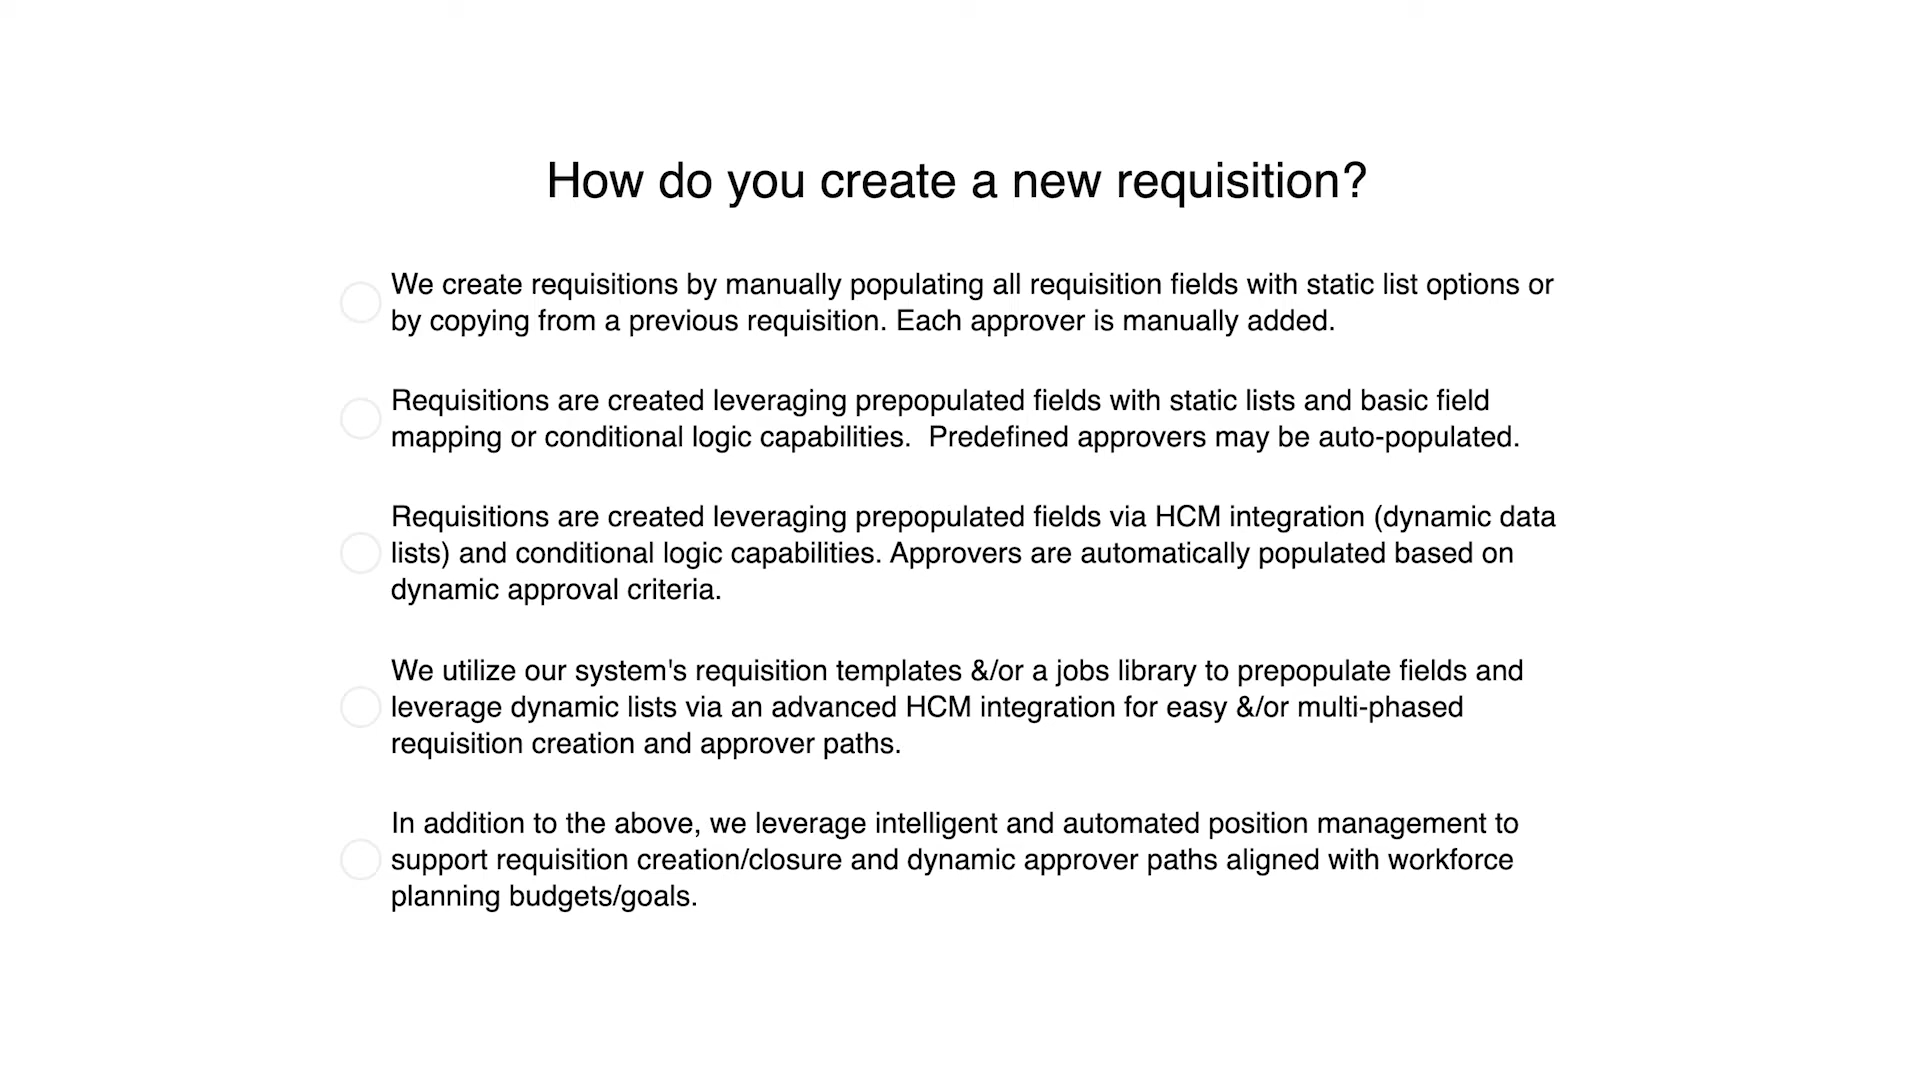 How do you create a new requisition?
We create requisitions by manually populating all requisition fields with static list options or
by copying from a previous requisition. Each approver is manually added.
Requisitions are created leveraging prepopulated fields with static lists and basic field
mapping or conditional logic capabilities.  Predefined approvers may be auto-populated.
Requisitions are created leveraging prepopulated fields via HCM integration (dynamic data
lists) and conditional logic capabilities. Approvers are automatically populated based on
dynamic approval criteria.
We utilize our system's requisition templates &/or a jobs library to prepopulate fields and
leverage dynamic lists via an advanced HCM integration for easy &/or multi-phased
requisition creation and approver paths.
In addition to the above, we leverage intelligent and automated position management to
support requisition creation/closure and dynamic approver paths aligned with workforce
planning budgets/goals.